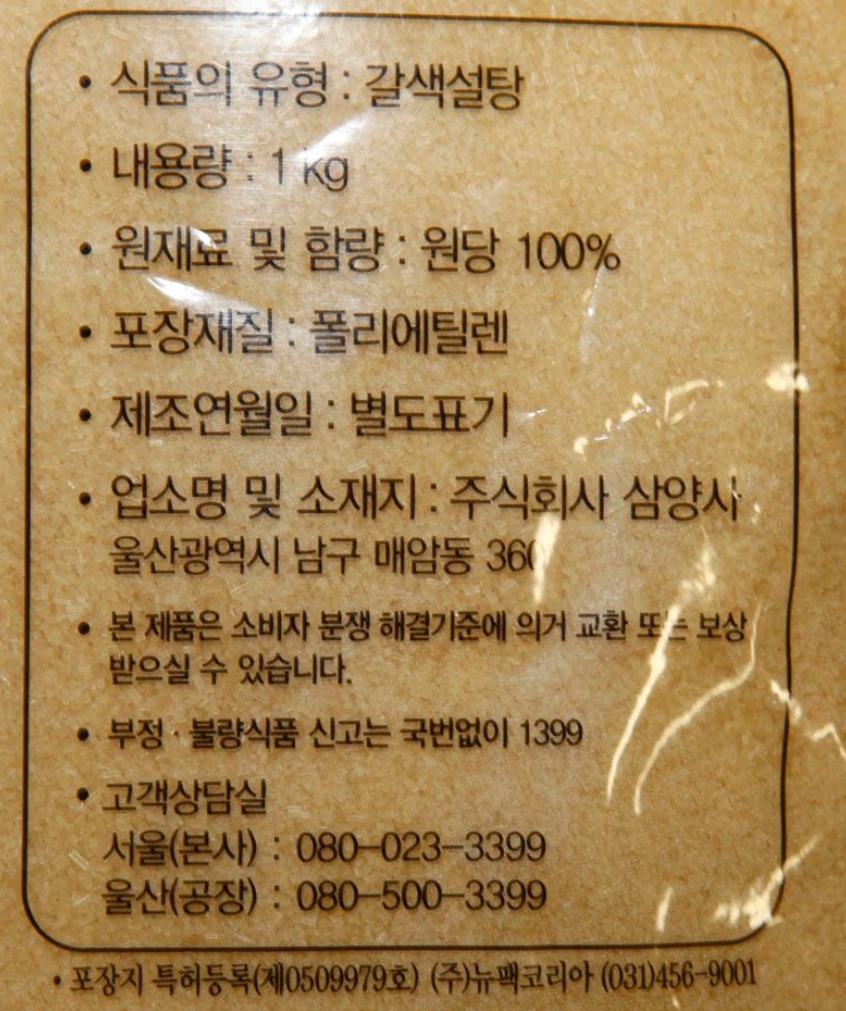 • 식품의 유형 : 갈색설탕
• 내용량 : 1 kg
• 원재료 및 함량 : 원당 100%
• 포장재질 : 폴리에틸렌
• 제조연월일 : 별도표기
• 업소명 및 소재지 : 주식회사 삼양사
울산광역시 남구 매암동 360
• 본 제품은 소비자 분쟁 해결기준에 의거 교환 또는 보상
받으실 수 있습니다.
• 부정 · 불량식품 신고는 국번없이 1399
• 고객상담실
서울(본사) : 080-023-3399
울산(공장) : 080-500-3399
• 포장지 특허등록(제0509979호) (주)뉴팩코리아 (031)456-9001